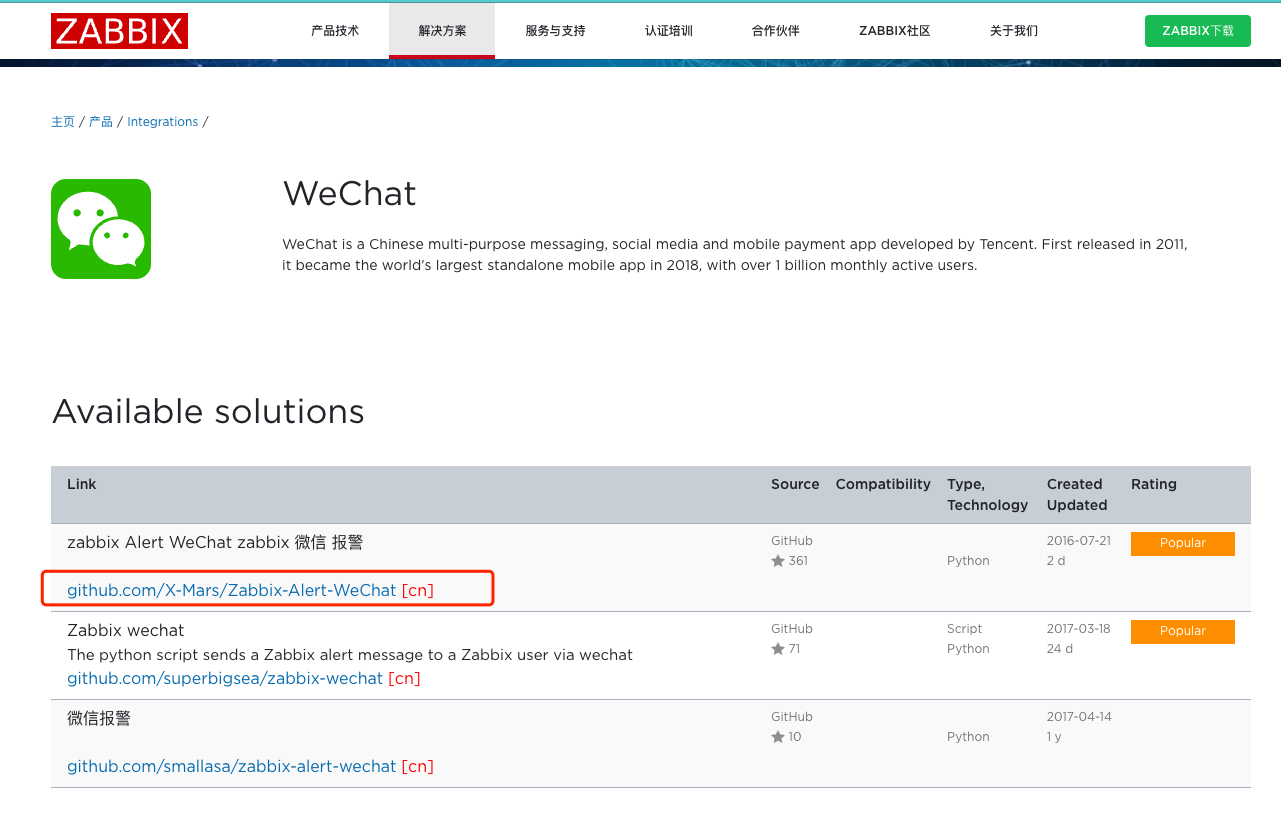 ZABBIX
产品技术 解决方案 服务与支持 认证培训 合作伙伴 ZABBIX社区 关于我们 ZABBIX下载
主页 / 产品 / Integrations /
WeChat
WeChat is a Chinese multi-purpose messaging, social media and mobile payment app developed by Tencent. First released in 2011,
it became the world's largest standalone mobile app in 2018, with over 1 billion monthly active users.
Available solutions
Link Source Compatibility Type, Created Rating
Technology Updated
zabbix Alert WeChat zabbix 微信 报警 GitHub 2016-07-21 Popular
★ 361 Python 2 d
github.com/X-Mars/Zabbix-Alert-WeChat [cn]
Zabbix wechat GitHub Script 2017-03-18 Popular
The python script sends a Zabbix alert message to a Zabbix user via wechat ★ 71 Python 24 d
github.com/superbigsea/zabbix-wechat [cn]
微信报警 GitHub 2017-04-14
★ 10 Python 1 y
github.com/smallasa/zabbix-alert-wechat [cn]